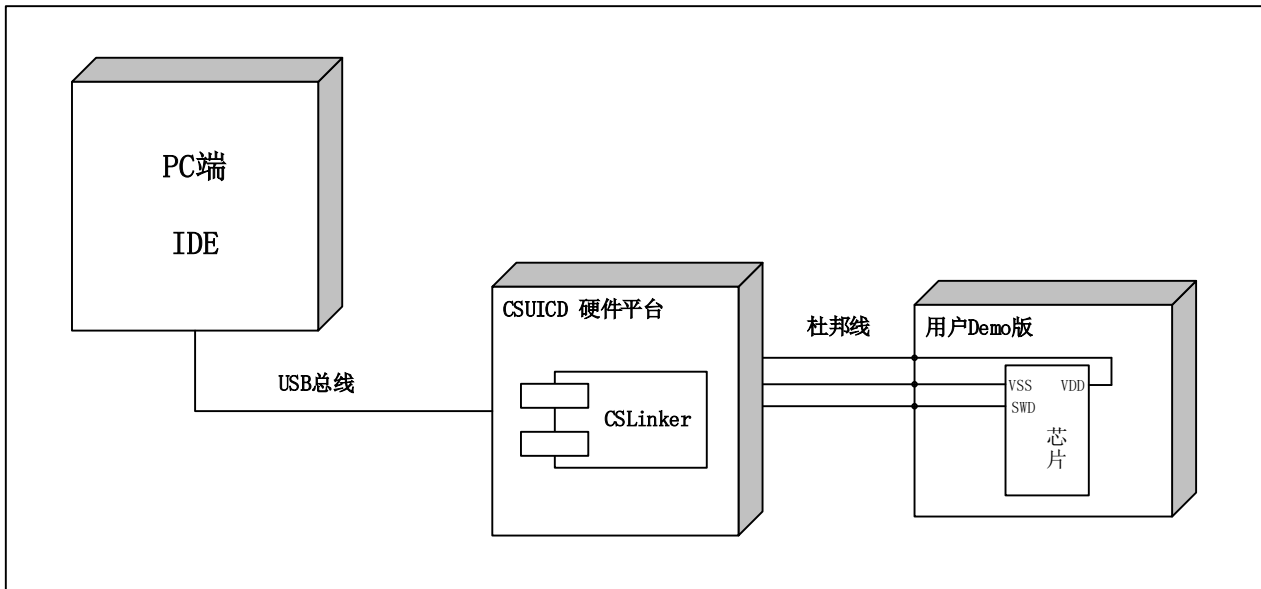 PC端
IDE
USB总线
CSUICD 硬件平台
CSLinker
杜邦线
用户Demo版
VSS VDD
SWD
芯
片